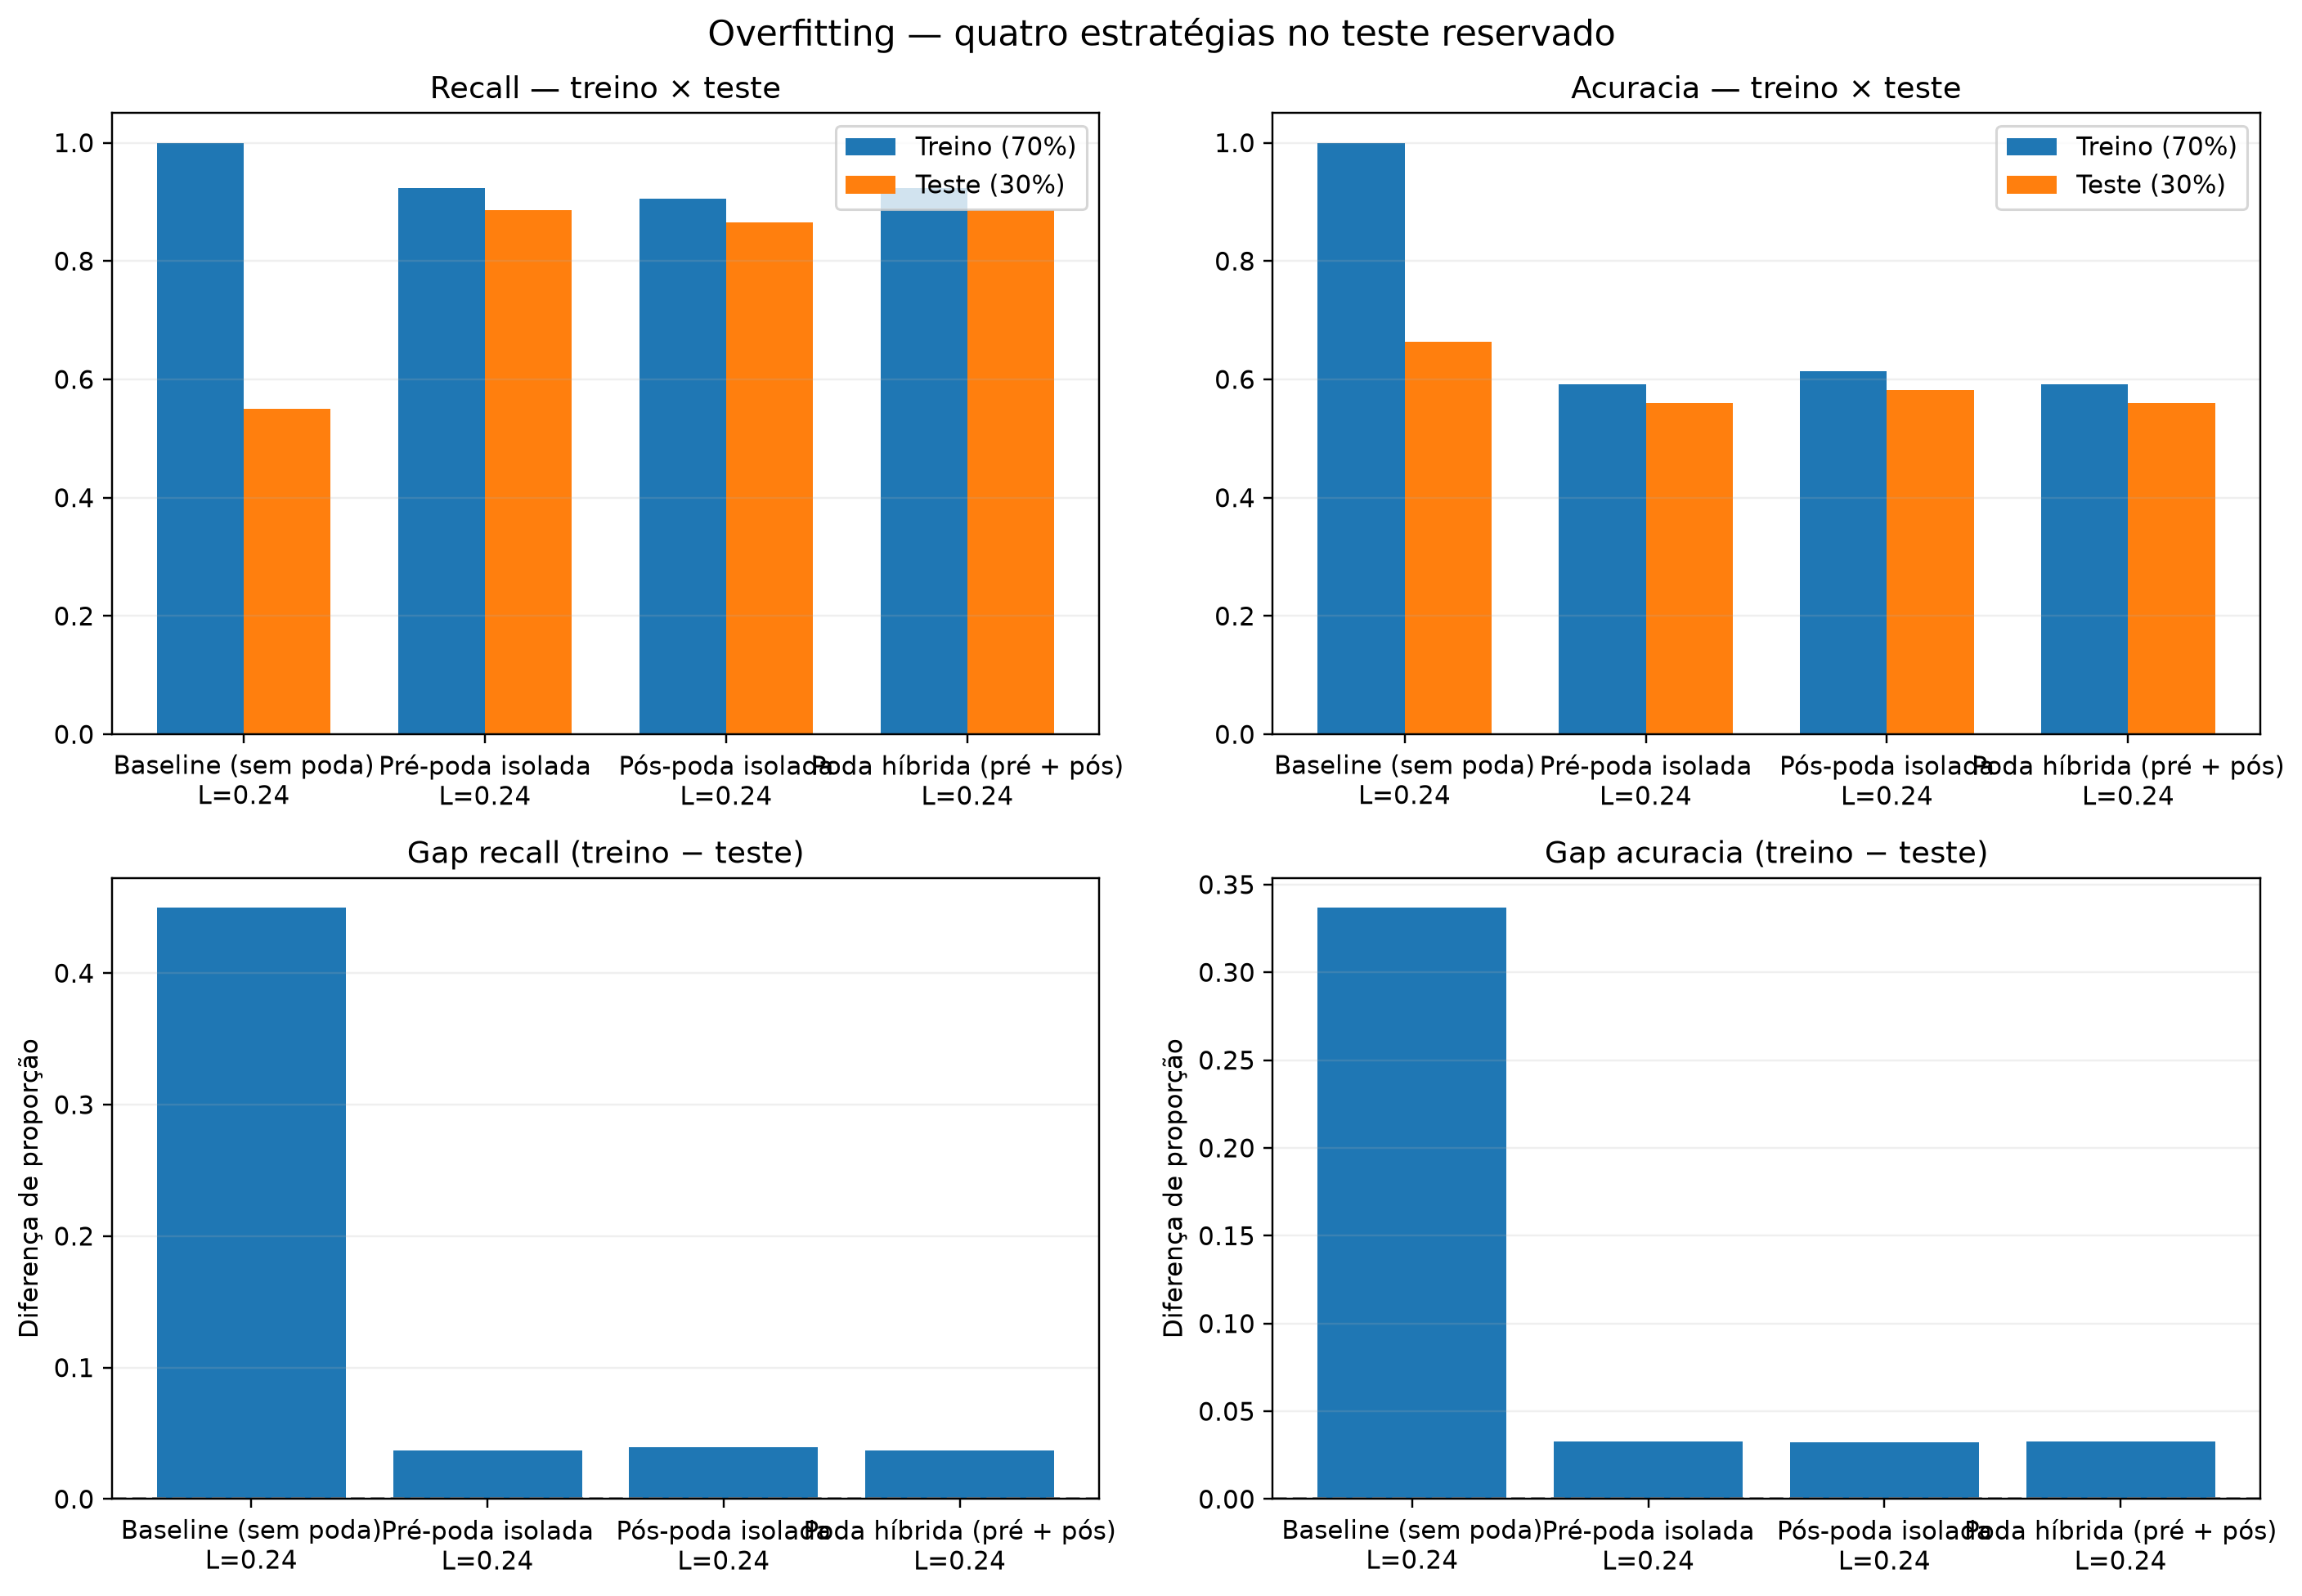 Overfitting — quatro estratégias no teste reservado
Recall — treino × teste
1.0
0.8
0.6
0.4
0.2
0.0
Treino (70%)
Teste (30%)
Baseline (sem poda) Pré-poda isolada Pós-poda isolada Poda híbrida (pré + pós)
L=0.24 L=0.24 L=0.24 L=0.24
Acuracia — treino × teste
1.0
0.8
0.6
0.4
0.2
0.0
Treino (70%)
Teste (30%)
Baseline (sem poda) Pré-poda isolada Pós-poda isolada Poda híbrida (pré + pós)
L=0.24 L=0.24 L=0.24 L=0.24
Gap recall (treino − teste)
Diferença de proporção
0.4
0.3
0.2
0.1
0.0
Baseline (sem poda) Pré-poda isolada Pós-poda isolada Poda híbrida (pré + pós)
L=0.24 L=0.24 L=0.24 L=0.24
Gap acuracia (treino − teste)
Diferença de proporção
0.35
0.30
0.25
0.20
0.15
0.10
0.05
0.00
Baseline (sem poda) Pré-poda isolada Pós-poda isolada Poda híbrida (pré + pós)
L=0.24 L=0.24 L=0.24 L=0.24